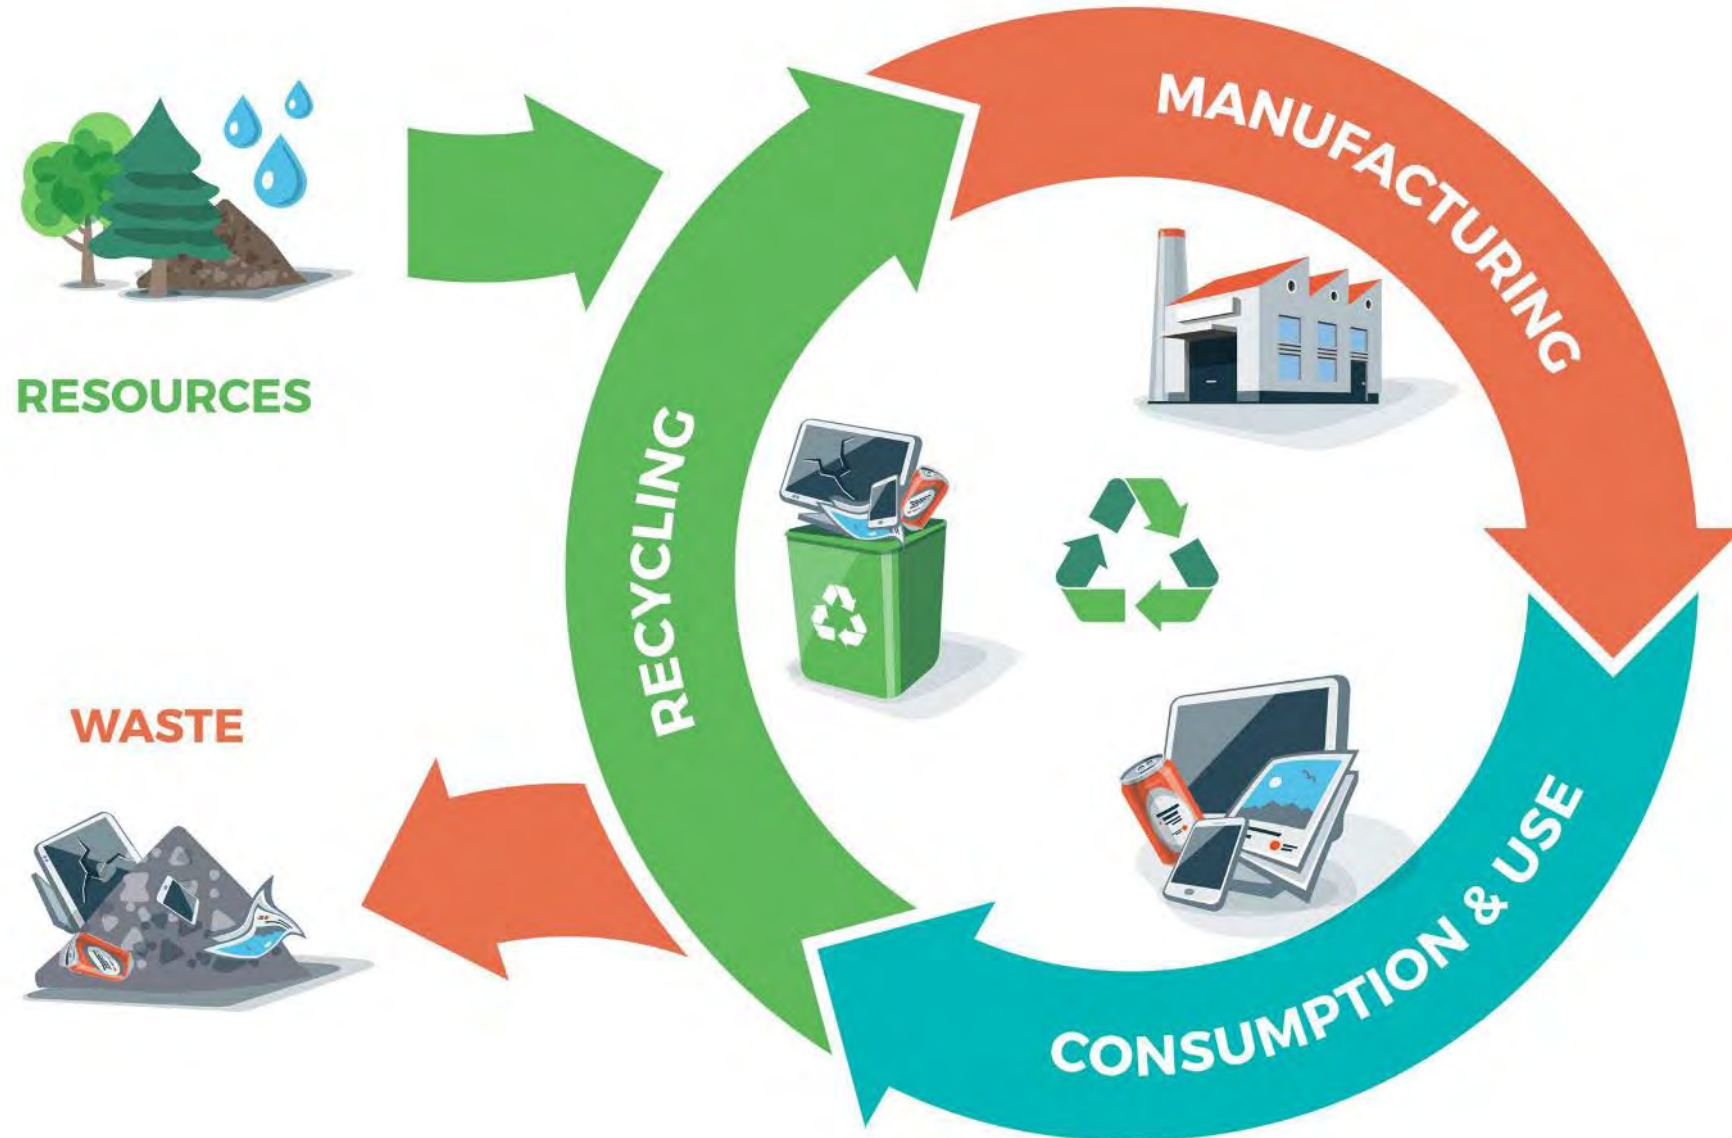 RESOURCES
WASTE
RECYCLING
MANUFACTURING
CONSUMPTION & USE